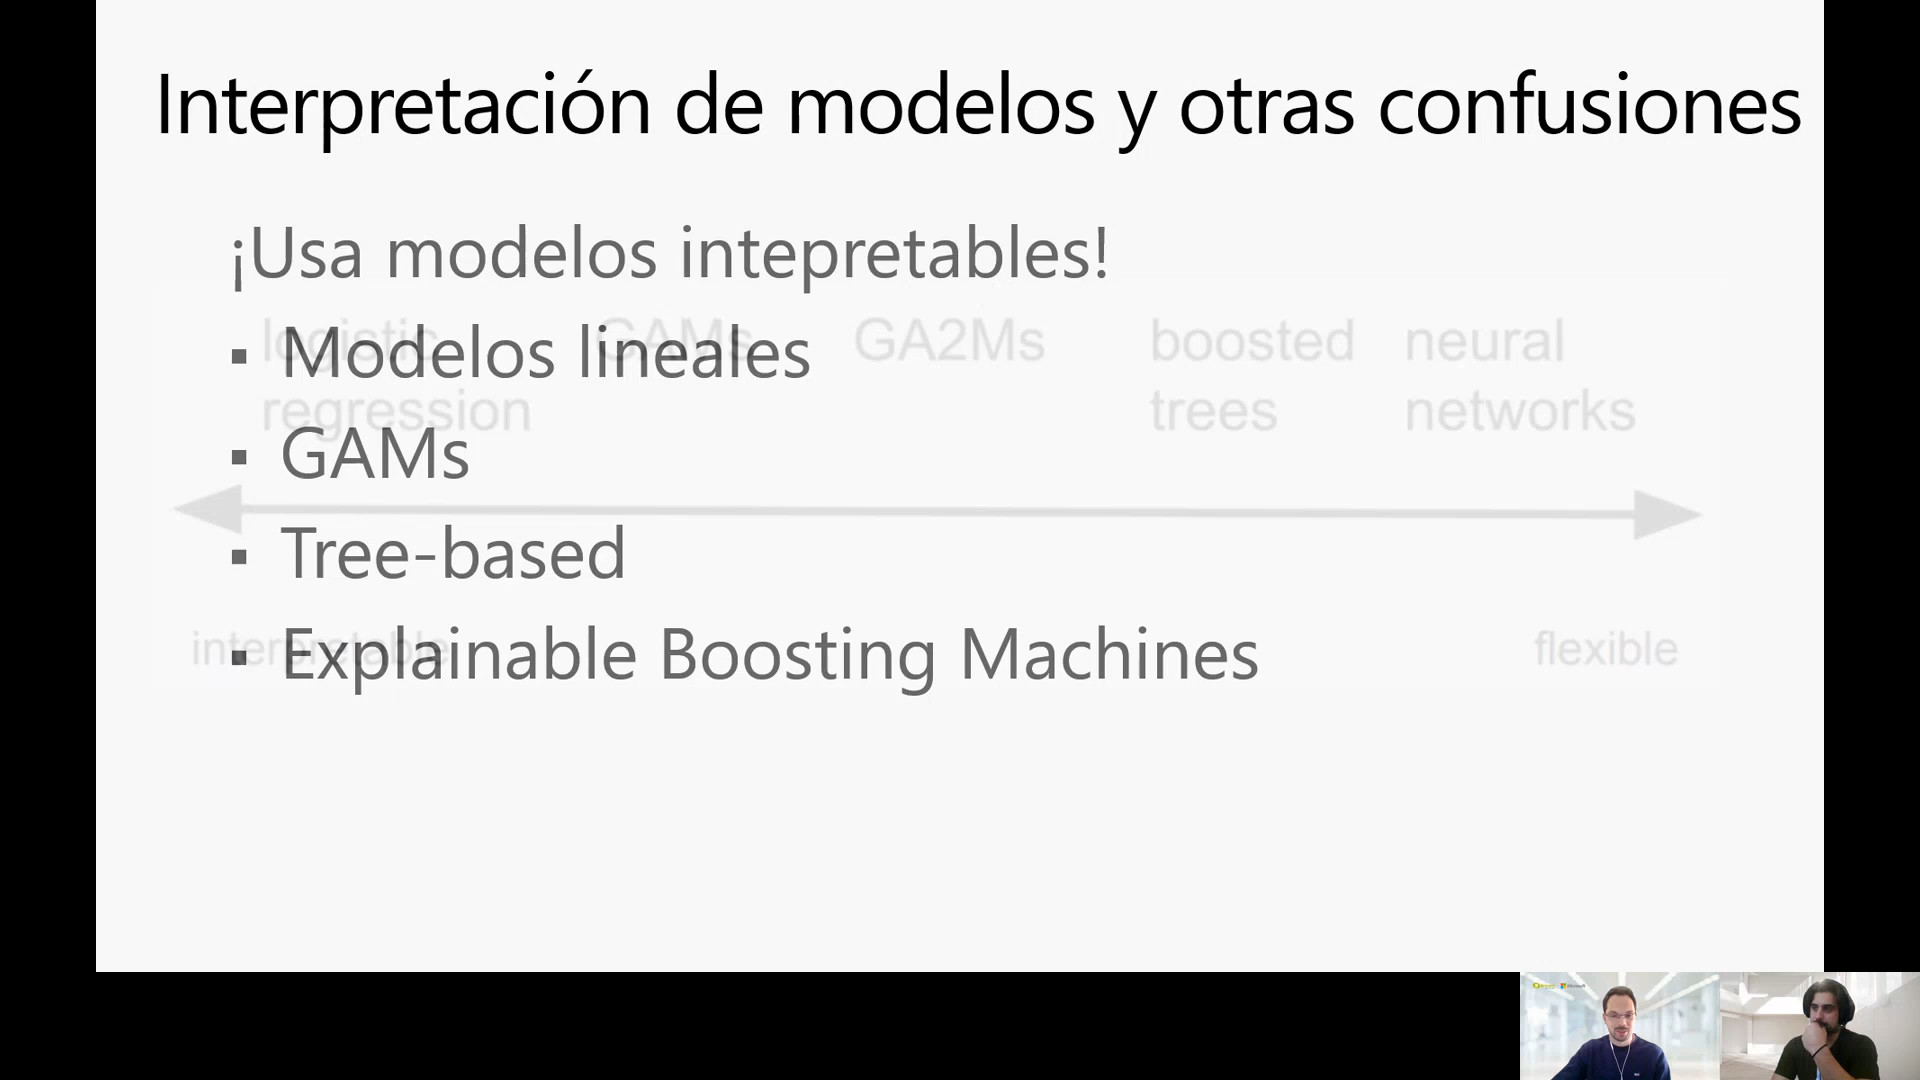 Interpretación de modelos y otras confusiones
¡Usa modelos intepretables!
▪ Modelos lineales
▪ GAMs
▪ Tree-based
▪ Explainable Boosting Machines
logistic regression
GAMs
GA2Ms
boosted trees
neural networks
interpretable
flexible
Microsoft